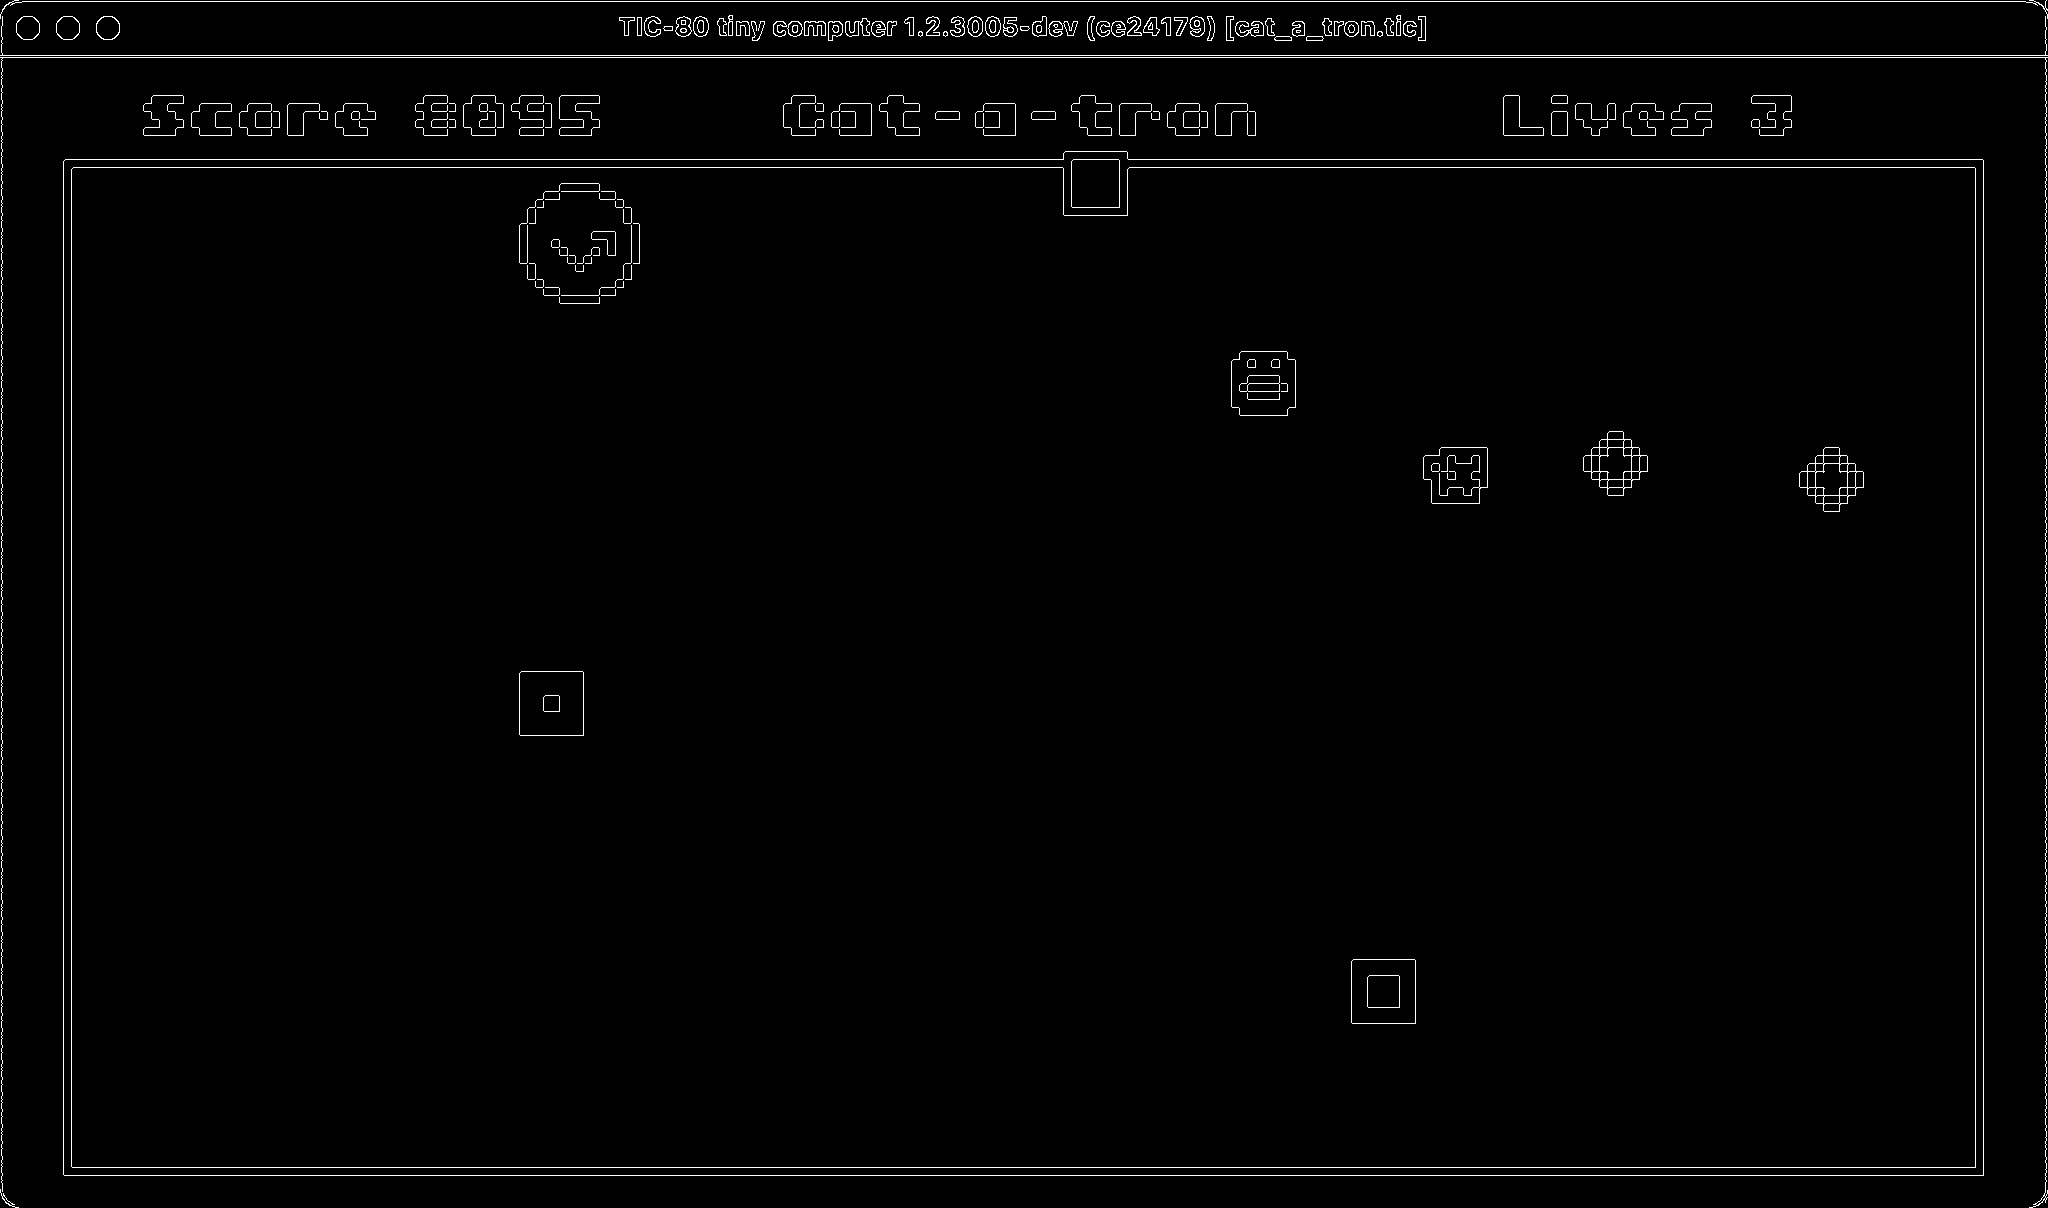 TIC-80 tiny computer 1.2.3005-dev (ce24179) [cat_a_tron.tic]
Score 8095 Cat-a-tron Lives 3